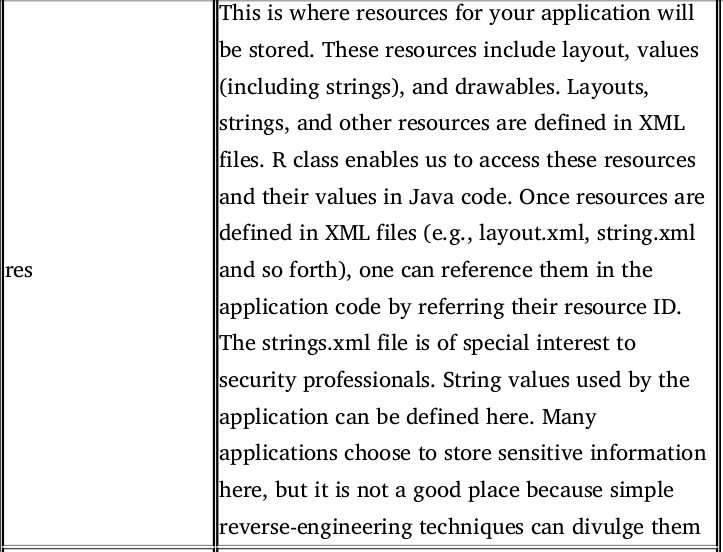 This is where resources for your application will
be stored. These resources include layout, values
(including strings), and drawables. Layouts,
strings, and other resources are defined in XML
files. R class enables us to access these resources
and their values in Java code. Once resources are
defined in XML files (e.g., layout.xml, string.xml
res
and so forth), one can reference them in the
application code by referring their resource ID.
The strings.xml file is of special interest to
security professionals. String values used by the
application can be defined here. Many
applications choose to store sensitive information
here, but it is not a good place because simple
reverse-engineering techniques can divulge them